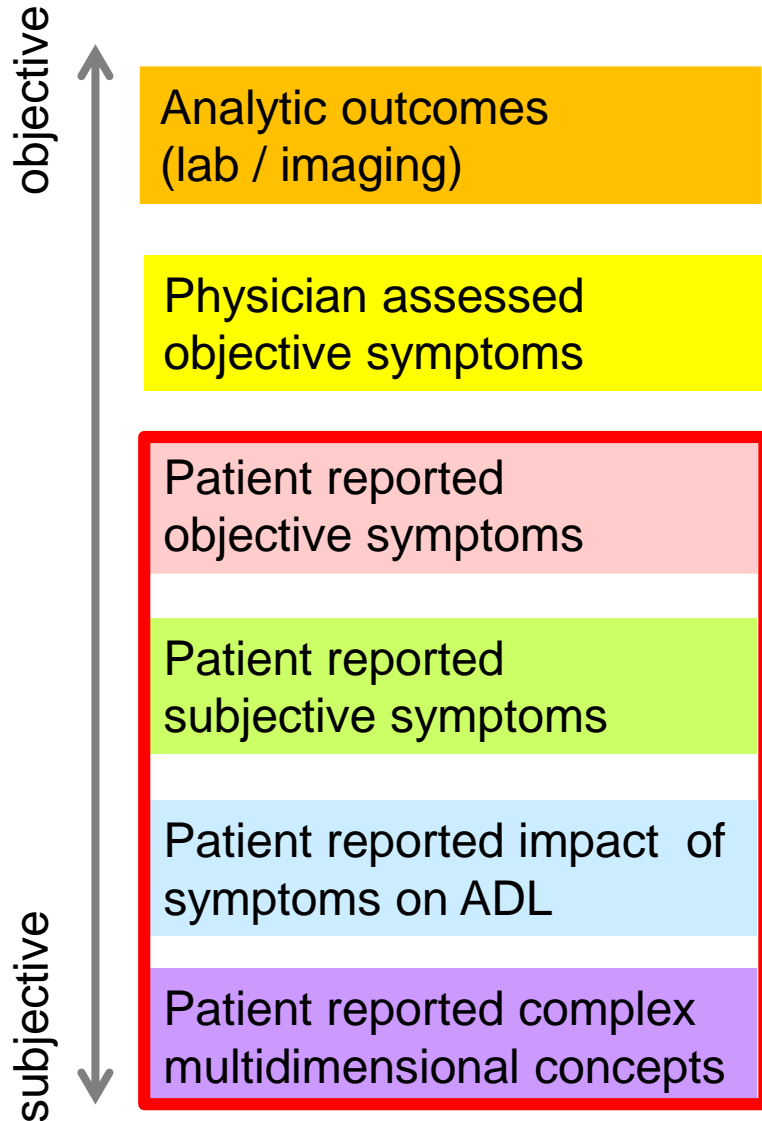 objective
Analytic outcomes
(lab / imaging)
Physician assessed
objective symptoms
Patient reported
objective symptoms
Patient reported
subjective symptoms
Patient reported impact  of
symptoms on ADL
Patient reported complex
multidimensional concepts
subjective